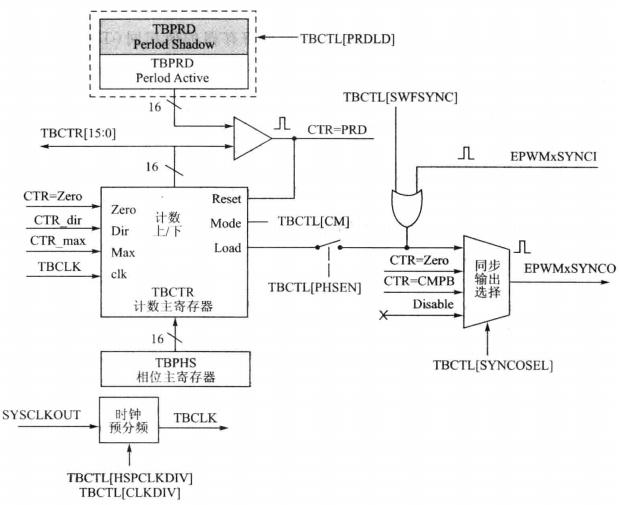 TBPRD
Perlod Shadow
TBPRD
Period Active
TBCTL[PRDLD]
16
TBCTR[15:0]
CTR=PRD
TBCTL[SWFSYNC]
EPWMxSYNCI
16
CTR=Zero
CTR_dir
CTR_max
TBCLK
Zero
Dir
Max
clk
计数
上/下
Reset
Mode
Load
TBCTR
计数主寄存器
TBCTL[CM]
TBCTL[PHSEN]
CTR=Zero
CTR=CMPB
Disable
同步
输出
选择
EPWMxSYNCO
TBCTL[SYNCOSEL]
16
TBPHS
相位主寄存器
SYSCLKOUT
时钟
预分频
TBCLK
TBCTL[HSPCLKDIV]
TBCTL[CLKDIV]